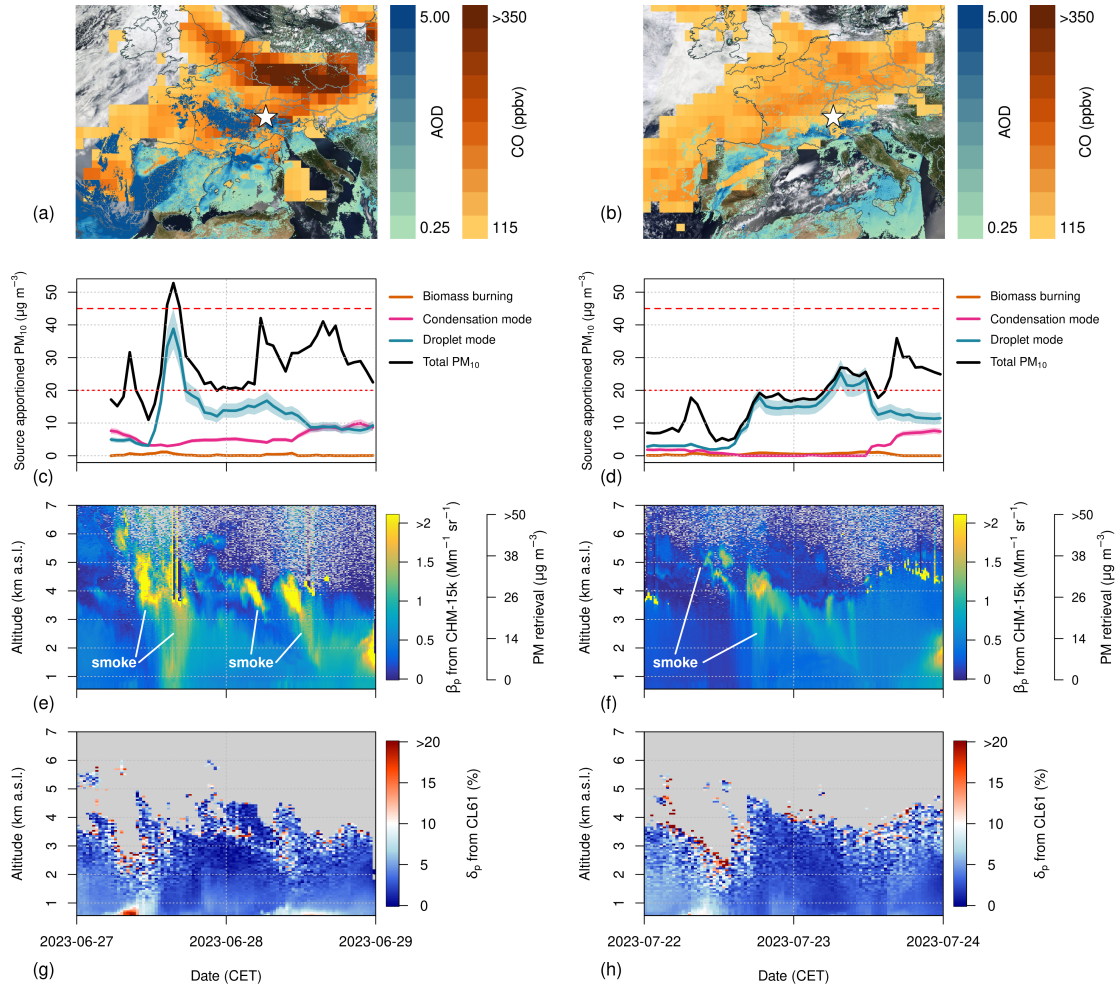 5.00
>350
AOD
CO (ppbv)
0.25
115
(a)
5.00
>350
AOD
CO (ppbv)
0.25
115
(b)
Source apportioned PM₁₀ (µg m⁻³)
50
40
30
20
10
0
Biomass burning
Condensation mode
Droplet mode
Total PM₁₀
(c)
Source apportioned PM₁₀ (µg m⁻³)
50
40
30
20
10
0
Biomass burning
Condensation mode
Droplet mode
Total PM₁₀
(d)
Altitude (km a.s.l.)
7
6
5
4
3
2
1
smoke
smoke
>2
1.5
1
0.5
0
βₚ from CHM-15k (Mm⁻¹ sr⁻¹)
>50
38
26
14
0
PM retrieval (µg m⁻³)
(e)
Altitude (km a.s.l.)
7
6
5
4
3
2
1
smoke
>2
1.5
1
0.5
0
βₚ from CHM-15k (Mm⁻¹ sr⁻¹)
>50
38
26
14
0
PM retrieval (µg m⁻³)
(f)
Altitude (km a.s.l.)
7
6
5
4
3
2
1
>20
15
10
5
0
δₚ from CL61 (%)
2023-06-27
2023-06-28
2023-06-29
Date (CET)
(g)
Altitude (km a.s.l.)
7
6
5
4
3
2
1
>20
15
10
5
0
δₚ from CL61 (%)
2023-07-22
2023-07-23
2023-07-24
Date (CET)
(h)